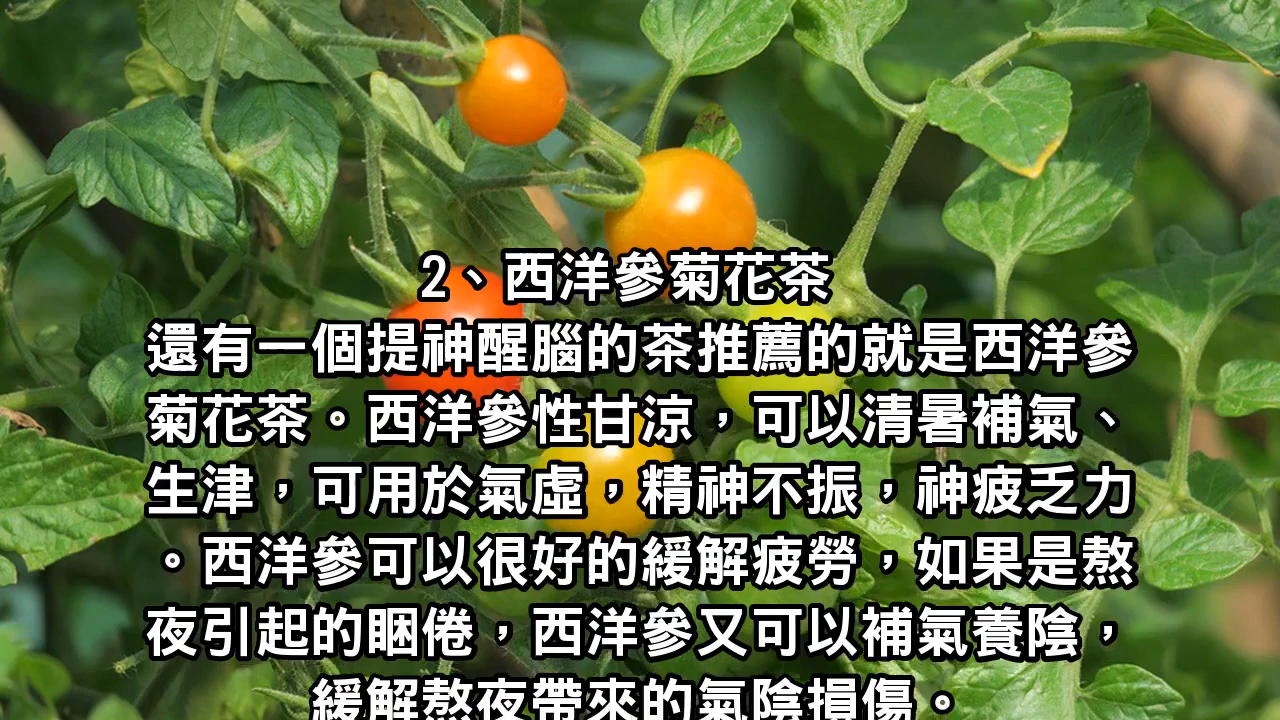 2、西洋參菊花茶
還有一個提神醒腦的茶推薦的就是西洋參
菊花茶。西洋參性甘涼，可以清暑補氣、
生津，可用於氣虛，精神不振，神疲乏力
。西洋參可以很好的緩解疲勞，如果是熬
夜引起的睏倦，西洋參又可以補氣養陰，
緩解熬夜帶來的氣陰損傷。